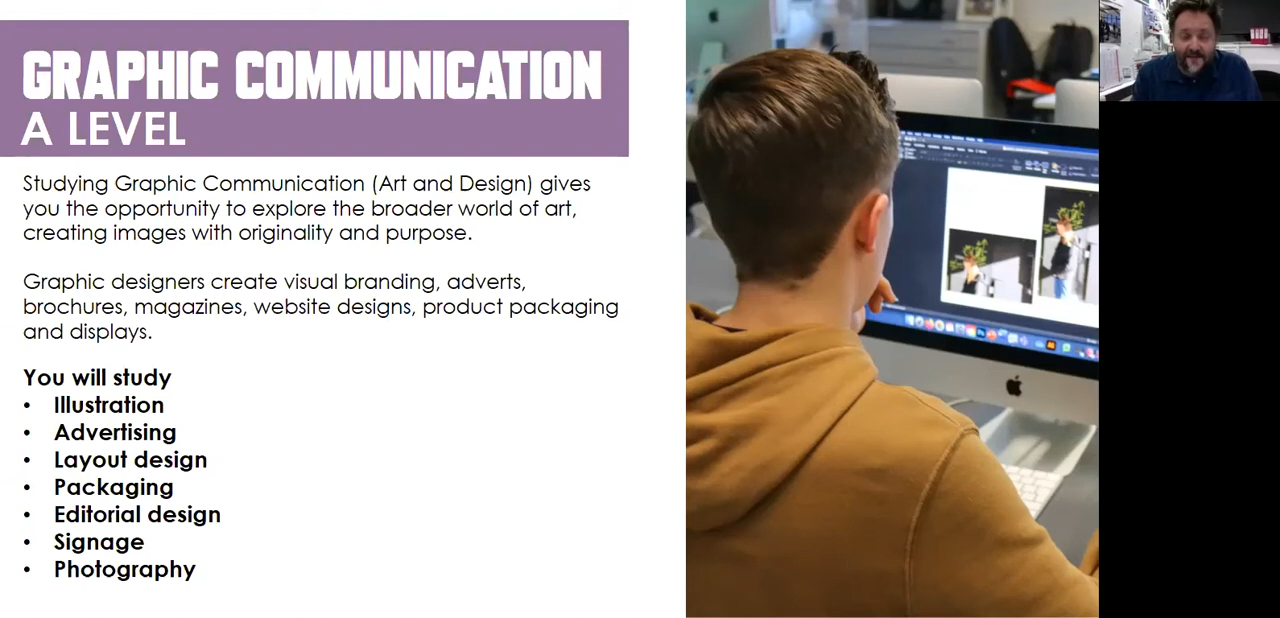 GRAPHIC COMMUNICATION
A LEVEL
Studying Graphic Communication (Art and Design) gives
you the opportunity to explore the broader world of art,
creating images with originality and purpose.
Graphic designers create visual branding, adverts,
brochures, magazines, website designs, product packaging
and displays.
You will study
• Illustration
• Advertising
• Layout design
• Packaging
• Editorial design
• Signage
• Photography